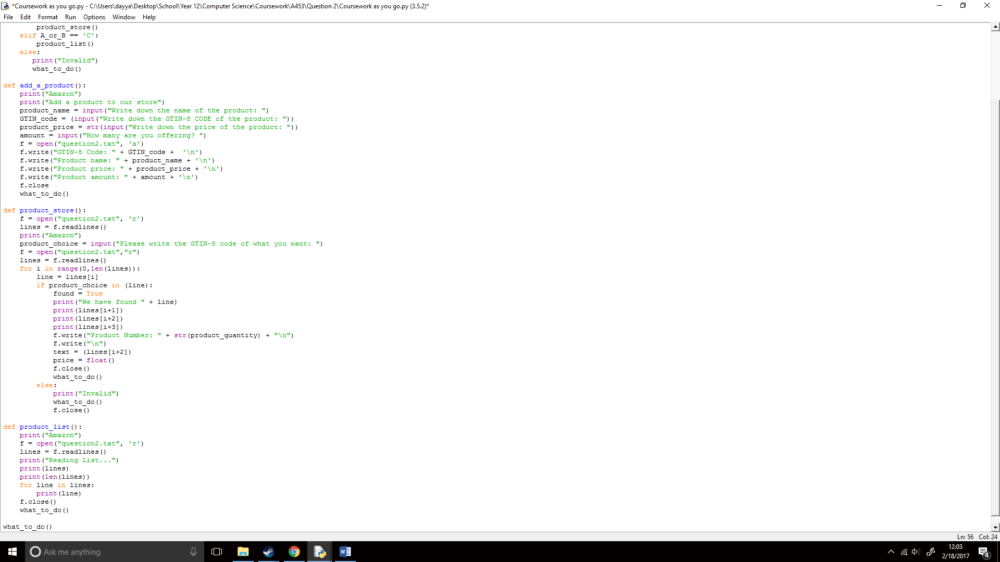 *Coursework as you go.py - C:\Users\dayya\Desktop\School\Year 12\Computer Science\Coursework\A453\Question 2\Coursework as you go.py (3.5.2)*
File Edit Format Run Options Window Help
        product_store()
    elif A_or_B == 'C':
        product_list()
    else:
       print("Invalid")
       what_to_do()

def add_a_product():
    print("Amazon")
    print("Add a product to our store")
    product_name = input("Write down the name of the product: ")
    GTIN_code = (input("Write down the GTIN-8 CODE of the product: "))
    product_price = str(input("Write down the price of the product: "))
    amount = input("How many are you offering? ")
    f = open("question2.txt", 'a')
    f.write("GTIN-8 Code: " + GTIN_code +  '\n')
    f.write("Product name: " + product_name + '\n')
    f.write("Product price: " + product_price + '\n')
    f.write("Product amount: " + amount + '\n')
    f.close
    what_to_do()

def product_store():
    f = open("question2.txt", 'r')
    lines = f.readlines()
    print("Amazon")
    product_choice = input("Please write the GTIN-8 code of what you want: ")
    f = open("question2.txt","r")
    lines = f.readlines()
    for i in range(0,len(lines)):
        line = lines[i]
        if product_choice in (line):
            found = True
            print("We have found " + line)
            print(lines[i+1])
            print(lines[i+2])
            print(lines[i+3])
            f.write("Product Number: " + str(product_quantity) + "\n")
            f.write("\n")
            text = (lines[i+2])
            price = float()
            f.close()
            what_to_do()
        else:
            print("Invalid")
            what_to_do()
            f.close()

def product_list():
    print("Amazon")
    f = open("question2.txt", 'r')
    lines = f.readlines()
    print("Reading List...")
    print(lines)
    print(len(lines))
    for line in lines:
        print(line)
    f.close()
    what_to_do()

what_to_do()
Ln: 56 Col: 24
Ask me anything
12:03
2/18/2017
4